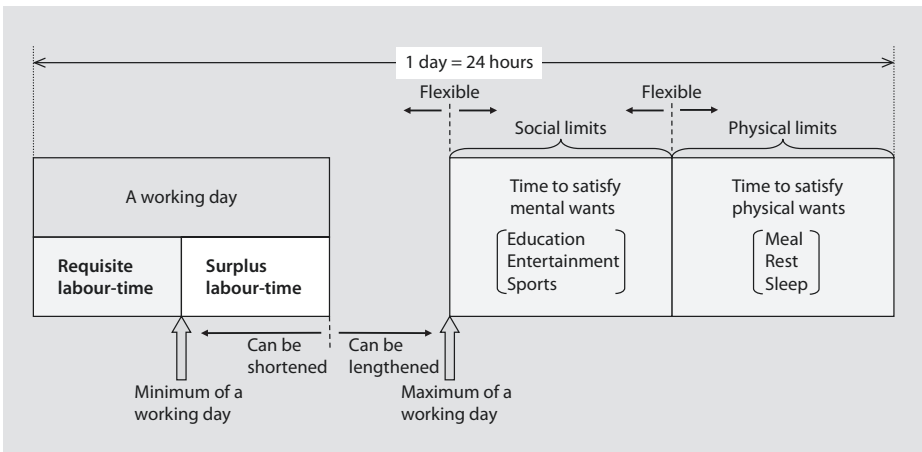 1 day = 24 hours
Flexible
Flexible
Social limits
Physical limits
A working day
Requisite
labour-time
Surplus
labour-time
Time to satisfy
mental wants
Education
Entertainment
Sports
Time to satisfy
physical wants
Meal
Rest
Sleep
Can be
shortened
Can be
lengthened
Minimum of a
working day
Maximum of a
working day